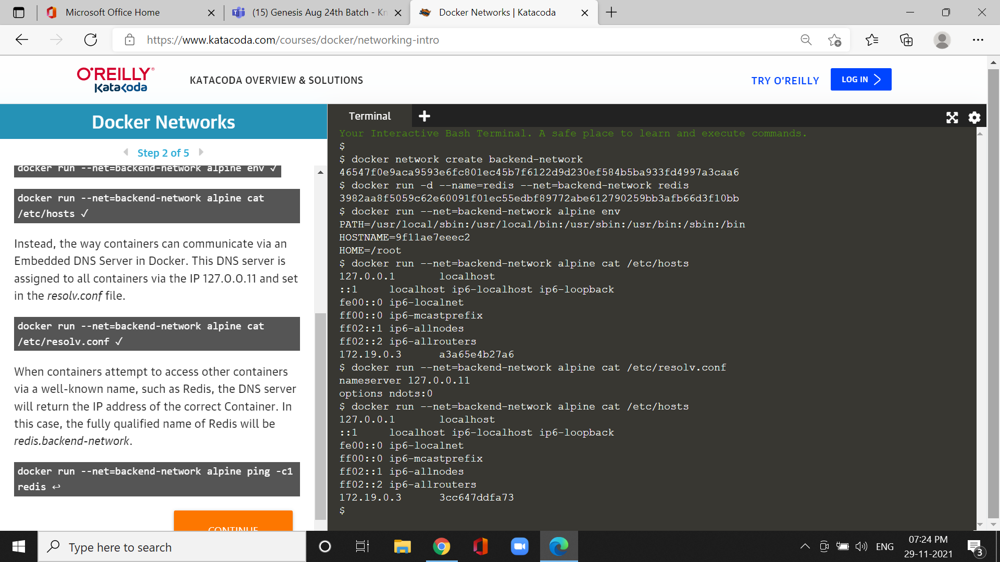 Microsoft Office Home
(15) Genesis Aug 24th Batch - Kn
Docker Networks | Katacoda
https://www.katacoda.com/courses/docker/networking-intro
O'REILLY®
Katacoda
KATACODA OVERVIEW & SOLUTIONS
TRY O'REILLY
LOG IN
Docker Networks
Step 2 of 5
docker run --net=backend-network alpine env ✓
docker run --net=backend-network alpine cat
/etc/hosts ✓
Instead, the way containers can communicate via an
Embedded DNS Server in Docker. This DNS server is
assigned to all containers via the IP 127.0.0.11 and set
in the resolv.conf file.
docker run --net=backend-network alpine cat
/etc/resolv.conf ✓
When containers attempt to access other containers
via a well-known name, such as Redis, the DNS server
will return the IP address of the correct Container. In
this case, the fully qualified name of Redis will be
redis.backend-network.
docker run --net=backend-network alpine ping -c1
redis ↩
CONTINUE
Terminal
Your Interactive Bash Terminal. A safe place to learn and execute commands.
$
$ docker network create backend-network
46547f0e9aca9593e6fc801ec45b7f6122d9d230ef584b5ba933fd4997a3caa6
$ docker run -d --name=redis --net=backend-network redis
3982aa8f5059c62e60091f01ec55edbf89772abe612790259bb3afb66d3f10bb
$ docker run --net=backend-network alpine env
PATH=/usr/local/sbin:/usr/local/bin:/usr/sbin:/usr/bin:/sbin:/bin
HOSTNAME=9f11ae7eeec2
HOME=/root
$ docker run --net=backend-network alpine cat /etc/hosts
127.0.0.1 localhost
::1 localhost ip6-localhost ip6-loopback
fe00::0 ip6-localnet
ff00::0 ip6-mcastprefix
ff02::1 ip6-allnodes
ff02::2 ip6-allrouters
172.19.0.3 a3a65e4b27a6
$ docker run --net=backend-network alpine cat /etc/resolv.conf
nameserver 127.0.0.11
options ndots:0
$ docker run --net=backend-network alpine cat /etc/hosts
127.0.0.1 localhost
::1 localhost ip6-localhost ip6-loopback
fe00::0 ip6-localnet
ff00::0 ip6-mcastprefix
ff02::1 ip6-allnodes
ff02::2 ip6-allrouters
172.19.0.3 3cc647ddfa73
$
Type here to search
ENG
07:24 PM
29-11-2021
3